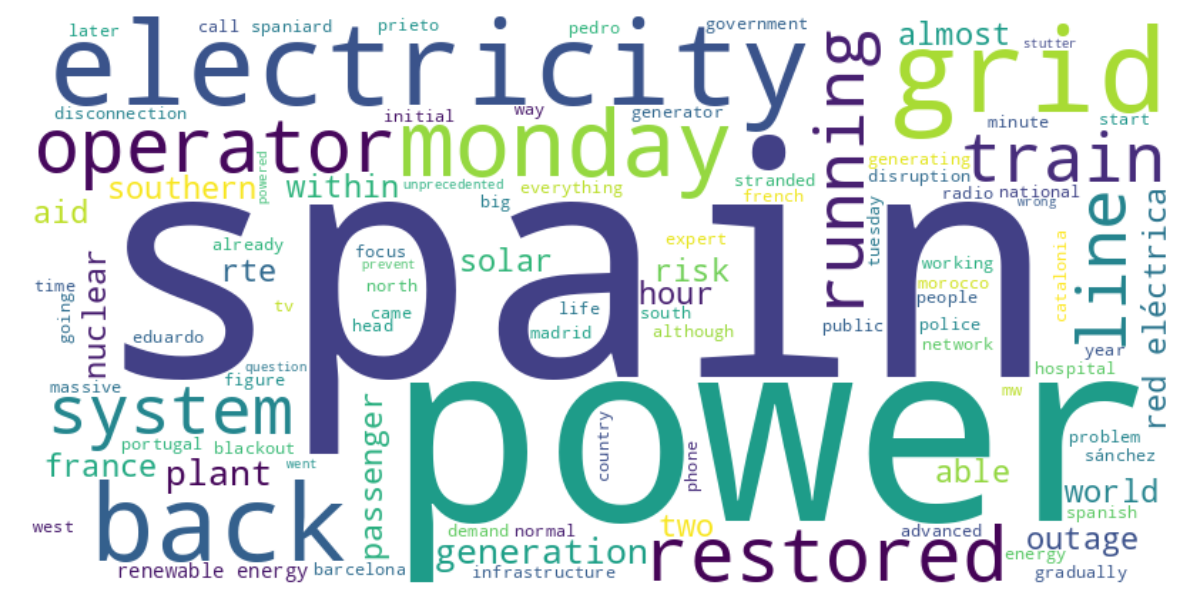 later
call
spaniard
prieto
pedro
government
electricity
running
almost
stutter
grid
disconnection
initial
way
generator
minute
start
operator
monday
train
powered
southern
within
unprecedented
everything
stranded
french
generating
disruption
radio
national
wrong
aid
big
spain
tuesday
line
red eléctrica
already
focus
expert
rte
prevent
solar
risk
working
catalonia
nuclear
time
going
tv
north
came
head
life
hour
south
morocco
people
eduardo
madrid
although
public
police
network
year
question
figure
massive
hospital
system
power
mw
passenger
country
portugal
blackout
problem
sánchez
france
went
plant
phone
able
back
world
spanish
west
demand
normal
two
advanced
outage
generation
restored
energy
renewable energy
barcelona
infrastructure
gradually